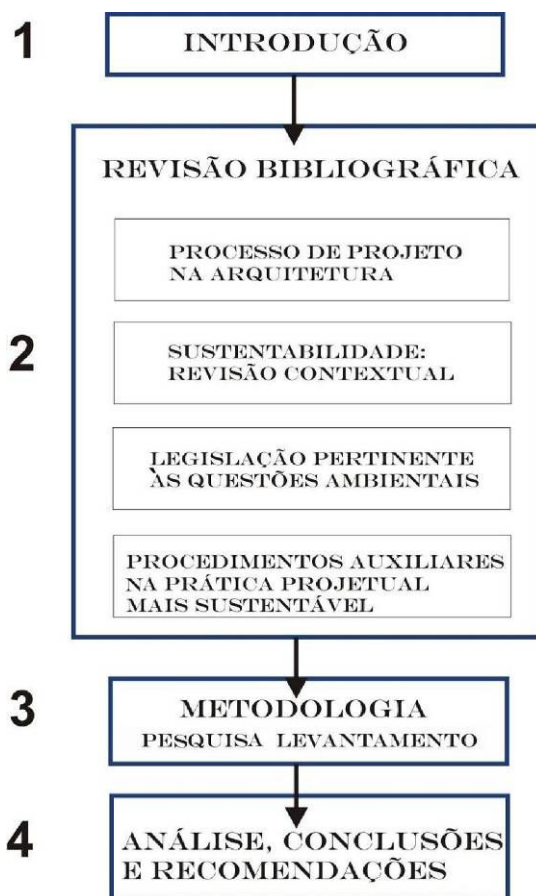 1
INTRODUÇÃO
REVISÃO BIBLIOGRÁFICA
PROCESSO DE PROJETO
NA ARQUITETURA
2
SUSTENTABILIDADE:
REVISÃO CONTEXTUAL
LEGISLAÇÃO PERTINENTE
ÀS QUESTÕES AMBIENTAIS
PROCEDIMENTOS AUXILIARES
NA PRÁTICA PROJETUAL
MAIS SUSTENTÁVEL
3
METODOLOGIA
PESQUISA LEVANTAMENTO
4
ANÁLISE, CONCLUSÕES
E RECOMENDAÇÕES